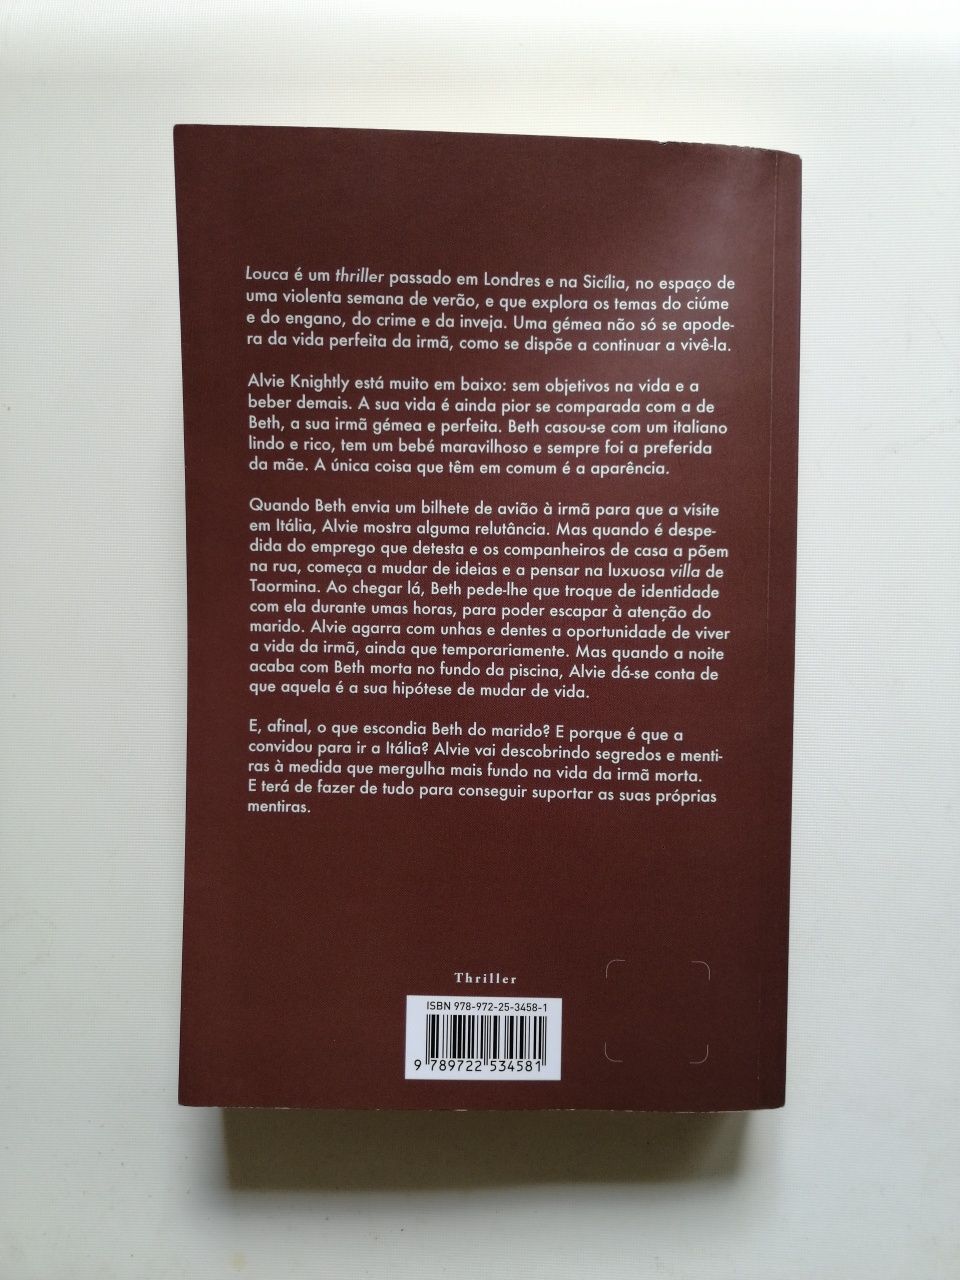 Louca é um thriller passado em Londres e na Sicília, no espaço de
uma violenta semana de verão, e que explora os temas do ciúme
e do engano, do crime e da inveja. Uma gémea não só se apode-
ra da vida perfeita da irmã, como se dispõe a continuar a vivê-la.
Alvie Knightly está muito em baixo: sem objetivos na vida e a
beber demais. A sua vida é ainda pior se comparada com a de
Beth, a sua irmã gémea e perfeita. Beth casou-se com um italiano
lindo e rico, tem um bebé maravilhoso e sempre foi a preferida
da mãe. A única coisa que têm em comum é a aparência.
Quando Beth envia um bilhete de avião à irmã para que a visite
em Itália, Alvie mostra alguma relutância. Mas quando é despe-
dida do emprego que detesta e os companheiros de casa a põem
na rua, começa a mudar de ideias e a pensar na luxuosa villa de
Taormina. Ao chegar lá, Beth pede-lhe que troque de identidade
com ela durante umas horas, para poder escapar à atenção do
marido. Alvie agarra com unhas e dentes a oportunidade de viver
a vida da irmã, ainda que temporariamente. Mas quando a noite
acaba com Beth morta no fundo da piscina, Alvie dá-se conta de
que aquela é a sua hipótese de mudar de vida.
E, afinal, o que escondia Beth do marido? E porque é que a
convidou para ir a Itália? Alvie vai descobrindo segredos e menti-
ras à medida que mergulha mais fundo na vida da irmã morta.
E terá de fazer de tudo para conseguir suportar as suas próprias
mentiras.
Thriller
ISBN 978-972-25-3458-1
9 789722 534581